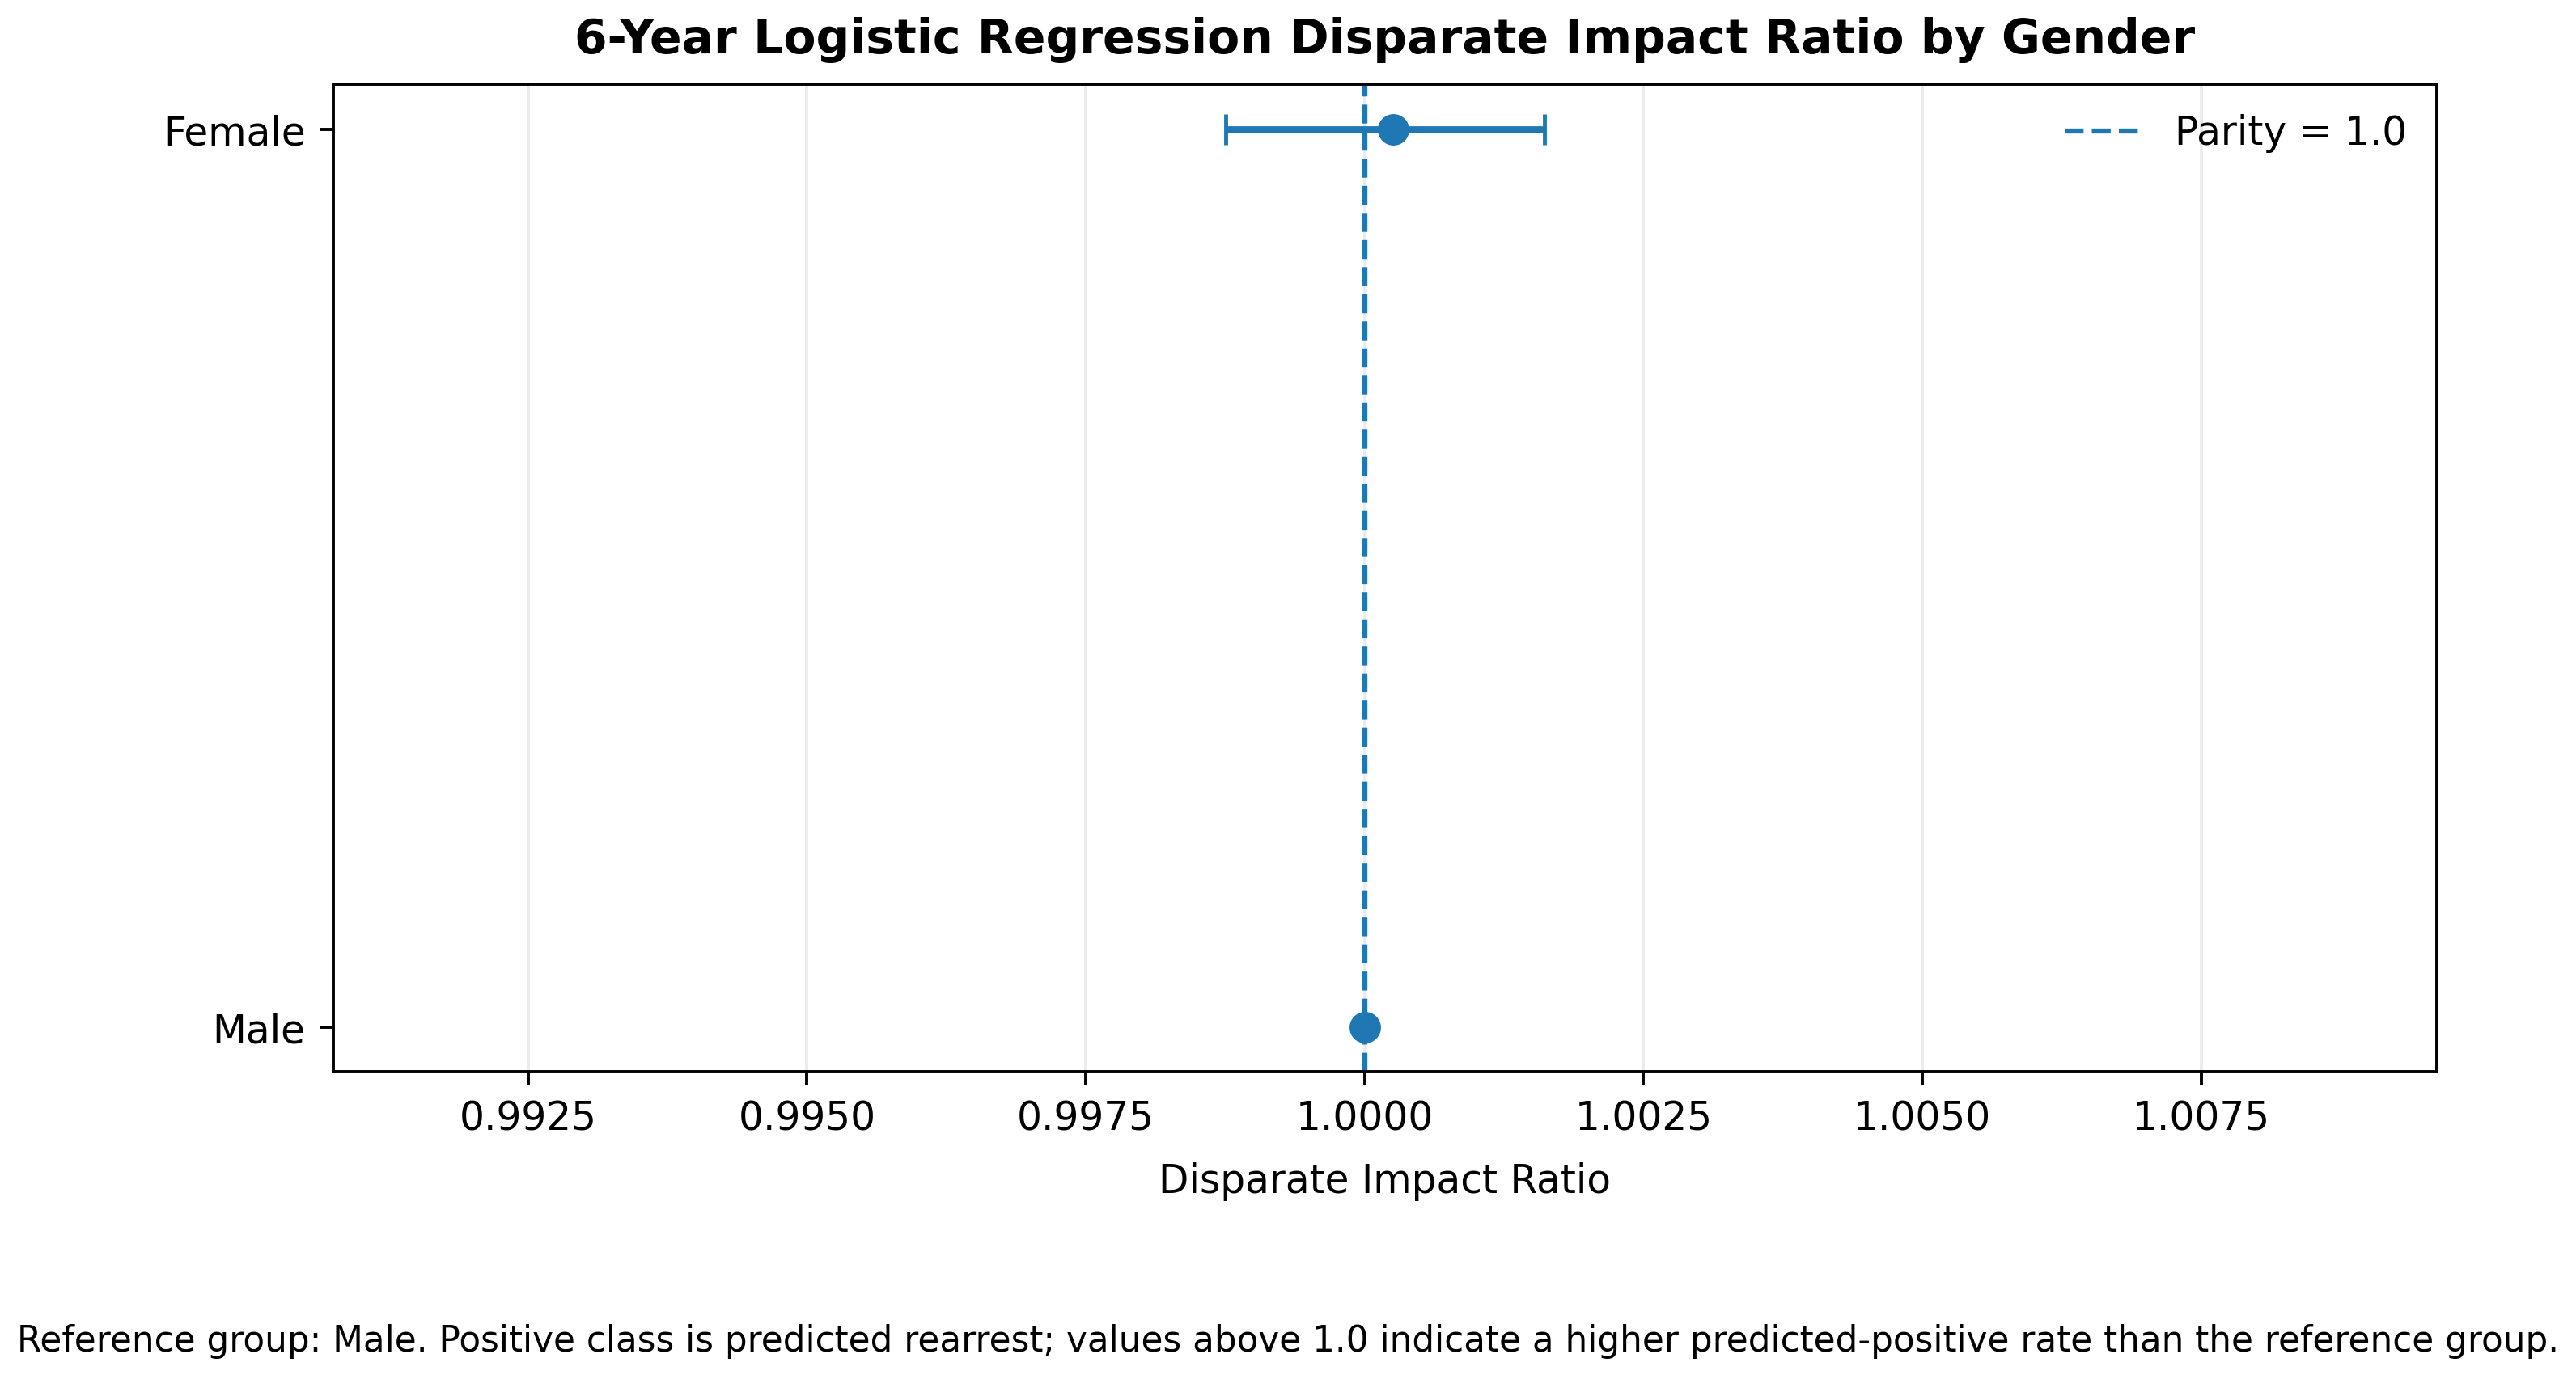 6-Year Logistic Regression Disparate Impact Ratio by Gender
Female
Parity = 1.0
Male
0.9925 0.9950 0.9975 1.0000 1.0025 1.0050 1.0075
Disparate Impact Ratio
Reference group: Male. Positive class is predicted rearrest; values above 1.0 indicate a higher predicted-positive rate than the reference group.